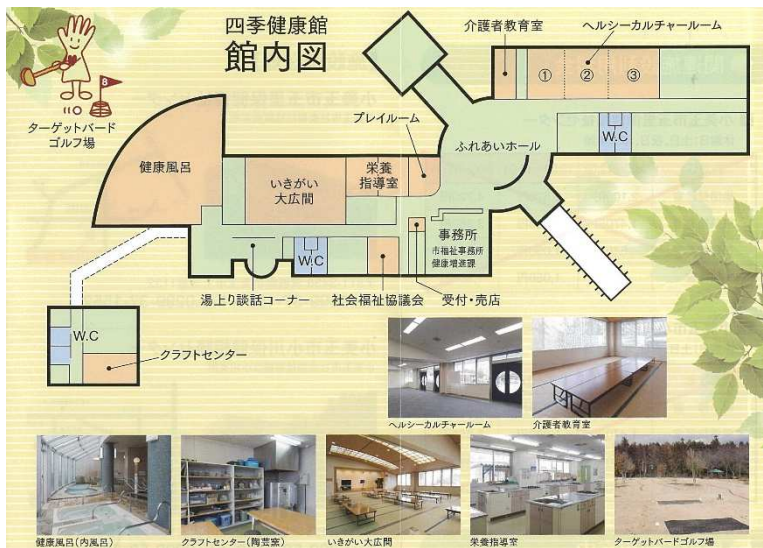 四季健康館
館内図
8
ターゲットバード
ゴルフ場
介護者教育室
ヘルシーカルチャールーム
①
②
③
プレイルーム
ふれあいホール
W.C
健康風呂
いきがい
大広間
栄養
指導室
事務所
市福祉事務所
健康増進課
W.C
湯上り談話コーナー
社会福祉協議会
受付・売店
W.C
クラフトセンター
ヘルシーカルチャールーム
介護者教育室
健康風呂(内風呂)
クラフトセンター(陶芸窯)
いきがい大広間
栄養指導室
ターゲットバードゴルフ場